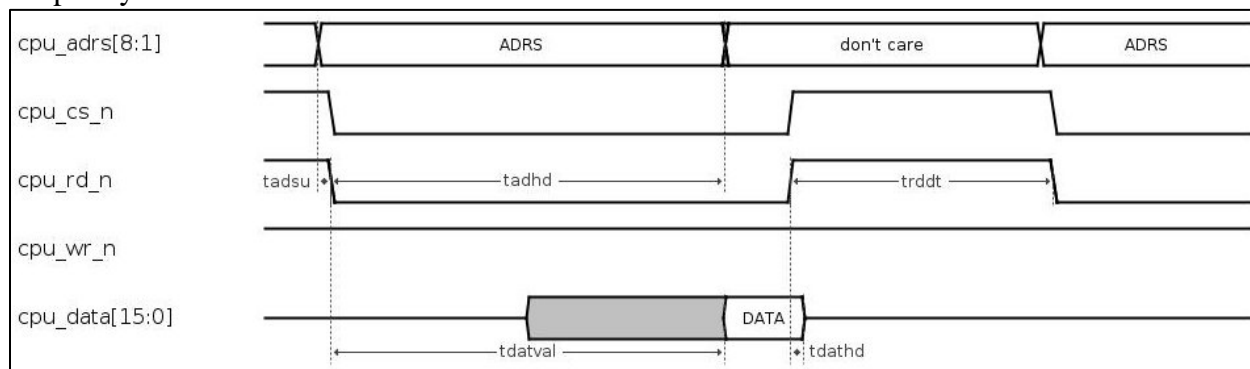 cpu_adrs[8:1] ADRS don't care ADRS
cpu_cs_n
cpu_rd_n tadsu tadhd trddt
cpu_wr_n
cpu_data[15:0] DATA
tdatval tdathd